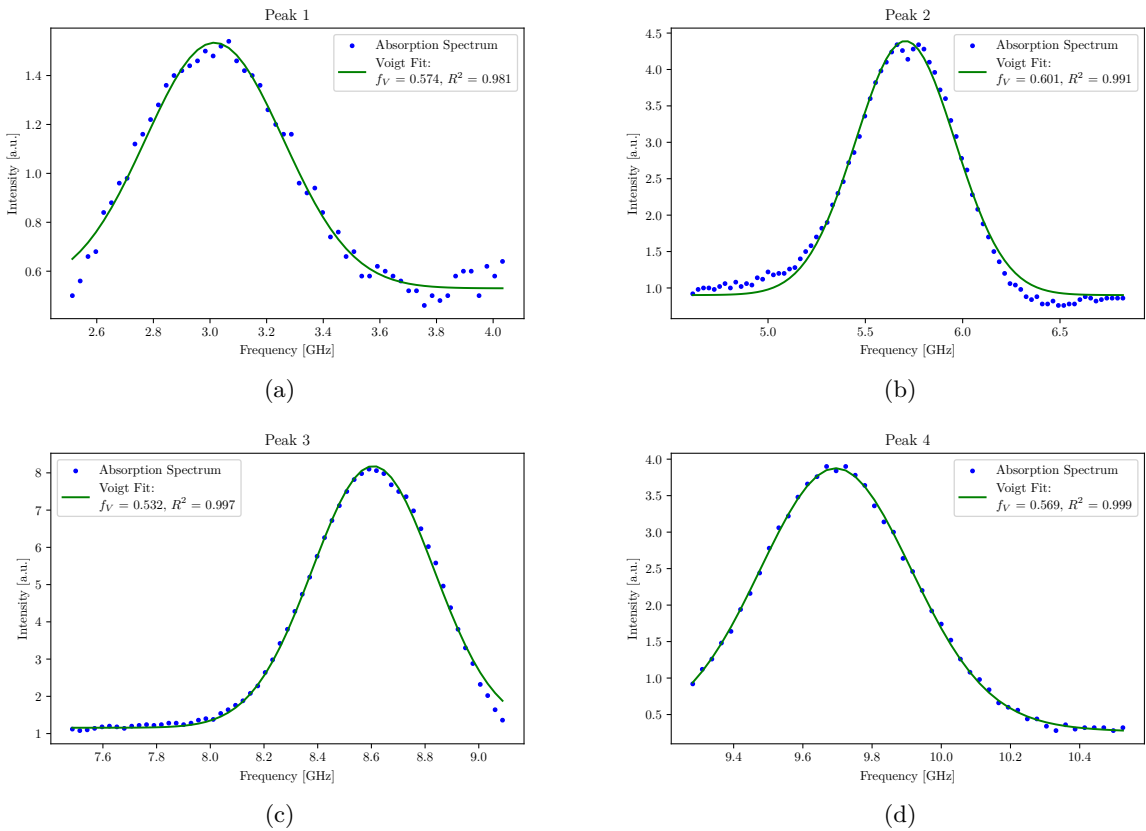 Peak 1
Absorption Spectrum
Voigt Fit:
f_V = 0.574, R² = 0.981
Intensity [a.u.]
1.4
1.2
1.0
0.8
0.6
2.6 2.8 3.0 3.2 3.4 3.6 3.8 4.0
Frequency [GHz]
(a)
Peak 2
Absorption Spectrum
Voigt Fit:
f_V = 0.601, R² = 0.991
Intensity [a.u.]
4.5
4.0
3.5
3.0
2.5
2.0
1.5
1.0
5.0 5.5 6.0 6.5
Frequency [GHz]
(b)
Peak 3
Absorption Spectrum
Voigt Fit:
f_V = 0.532, R² = 0.997
Intensity [a.u.]
8
7
6
5
4
3
2
1
7.6 7.8 8.0 8.2 8.4 8.6 8.8 9.0
Frequency [GHz]
(c)
Peak 4
Absorption Spectrum
Voigt Fit:
f_V = 0.569, R² = 0.999
Intensity [a.u.]
4.0
3.5
3.0
2.5
2.0
1.5
1.0
0.5
9.4 9.6 9.8 10.0 10.2 10.4
Frequency [GHz]
(d)